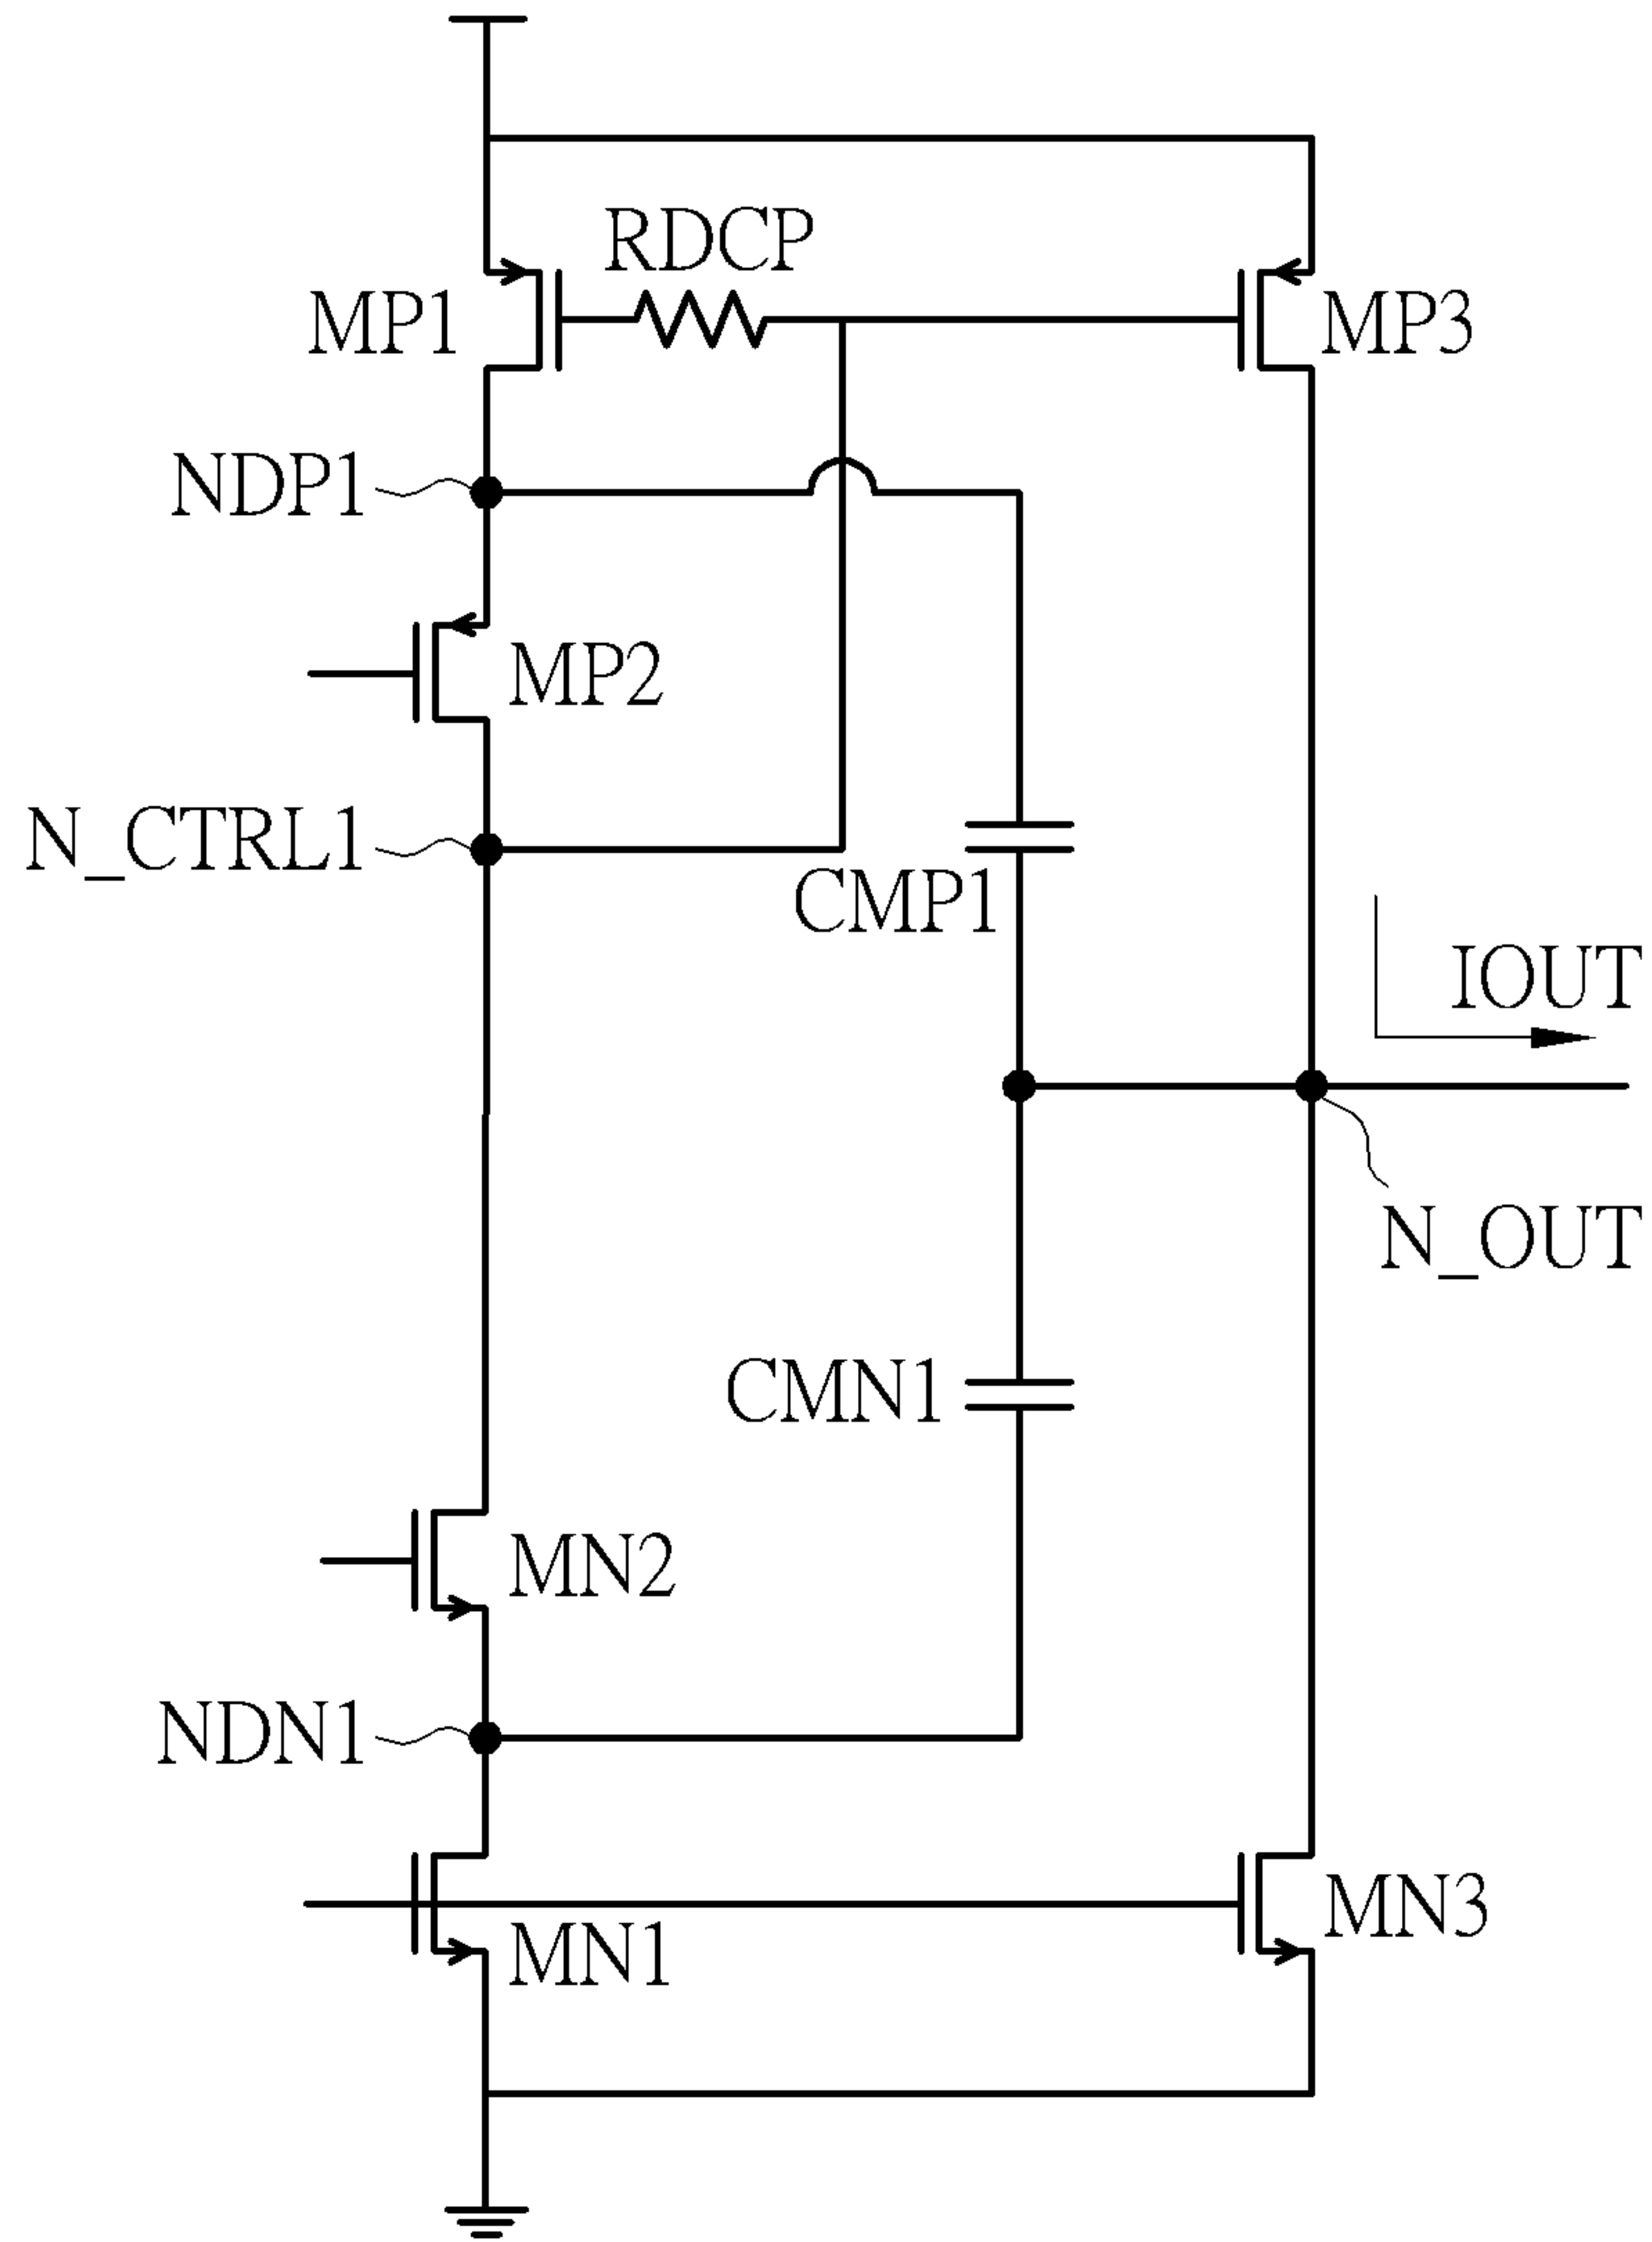 RDCP
MP1
MP3
NDP1
MP2
N_CTRL1
CMP1
IOUT
N_OUT
CMN1
MN2
NDN1
MN3
MN1